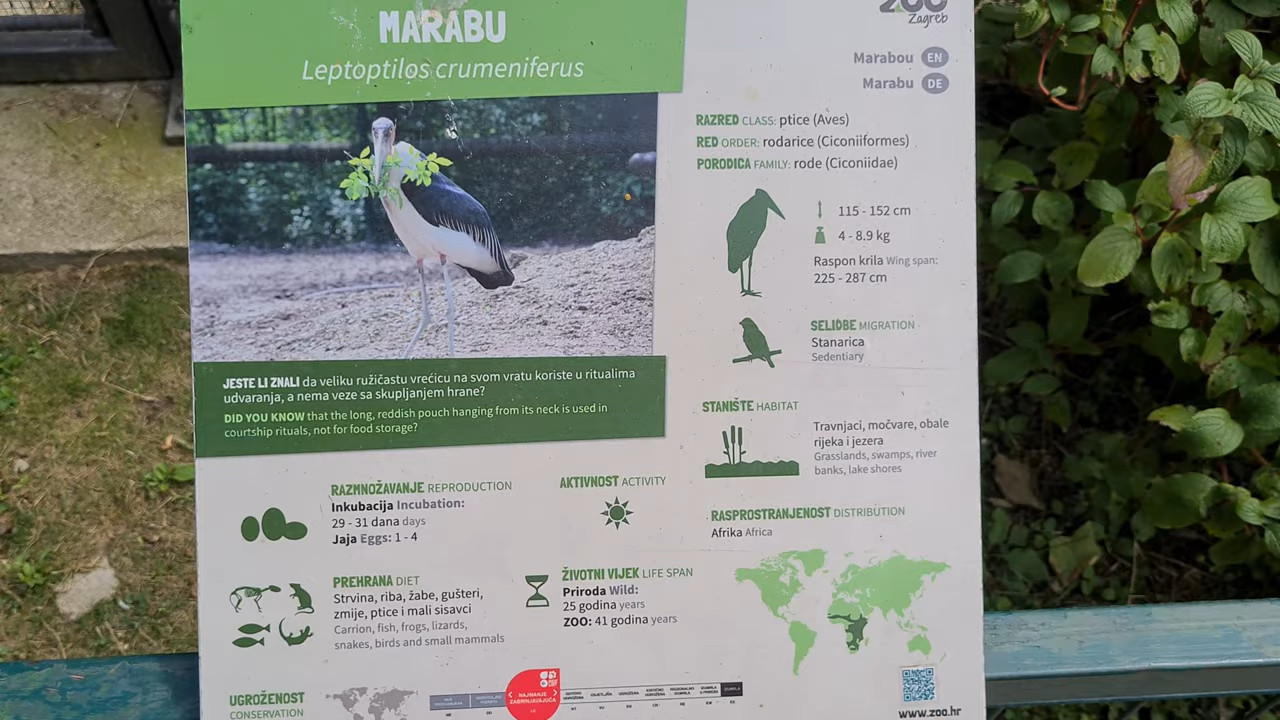 MARABU
Leptoptilos crumeniferus
ZOO
Zagreb
Marabou EN
Marabu DE
RAZRED CLASS: ptice (Aves)
RED ORDER: rodarice (Ciconiiformes)
PORODICA FAMILY: rode (Ciconiidae)
115 - 152 cm
4 - 8.9 kg
Raspon krila Wing span:
225 - 287 cm
SELIDBE MIGRATION
Stanarica
Sedentiary
JESTE LI ZNALI da veliku ružičastu vrećicu na svom vratu koriste u ritualima
udvaranja, a nema veze sa skupljanjem hrane?
DID YOU KNOW that the long, reddish pouch hanging from its neck is used in
courtship rituals, not for food storage?
STANIŠTE HABITAT
Travnjaci, močvare, obale
rijeka i jezera
Grasslands, swamps, river
banks, lake shores
RAZMNOŽAVANJE REPRODUCTION
Inkubacija Incubation:
29 - 31 dana days
Jaja Eggs: 1 - 4
AKTIVNOST ACTIVITY
RASPROSTRANJENOST DISTRIBUTION
Afrika Africa
PREHRANA DIET
Strvina, riba, žabe, gušteri,
zmije, ptice i mali sisavci
Carrion, fish, frogs, lizards,
snakes, birds and small mammals
ŽIVOTNI VIJEK LIFE SPAN
Priroda Wild:
25 godina years
ZOO: 41 godina years
UGROŽENOST
CONSERVATION
NAJMANJE
ZABRINJAVAJUĆA
LC
www.zoo.hr